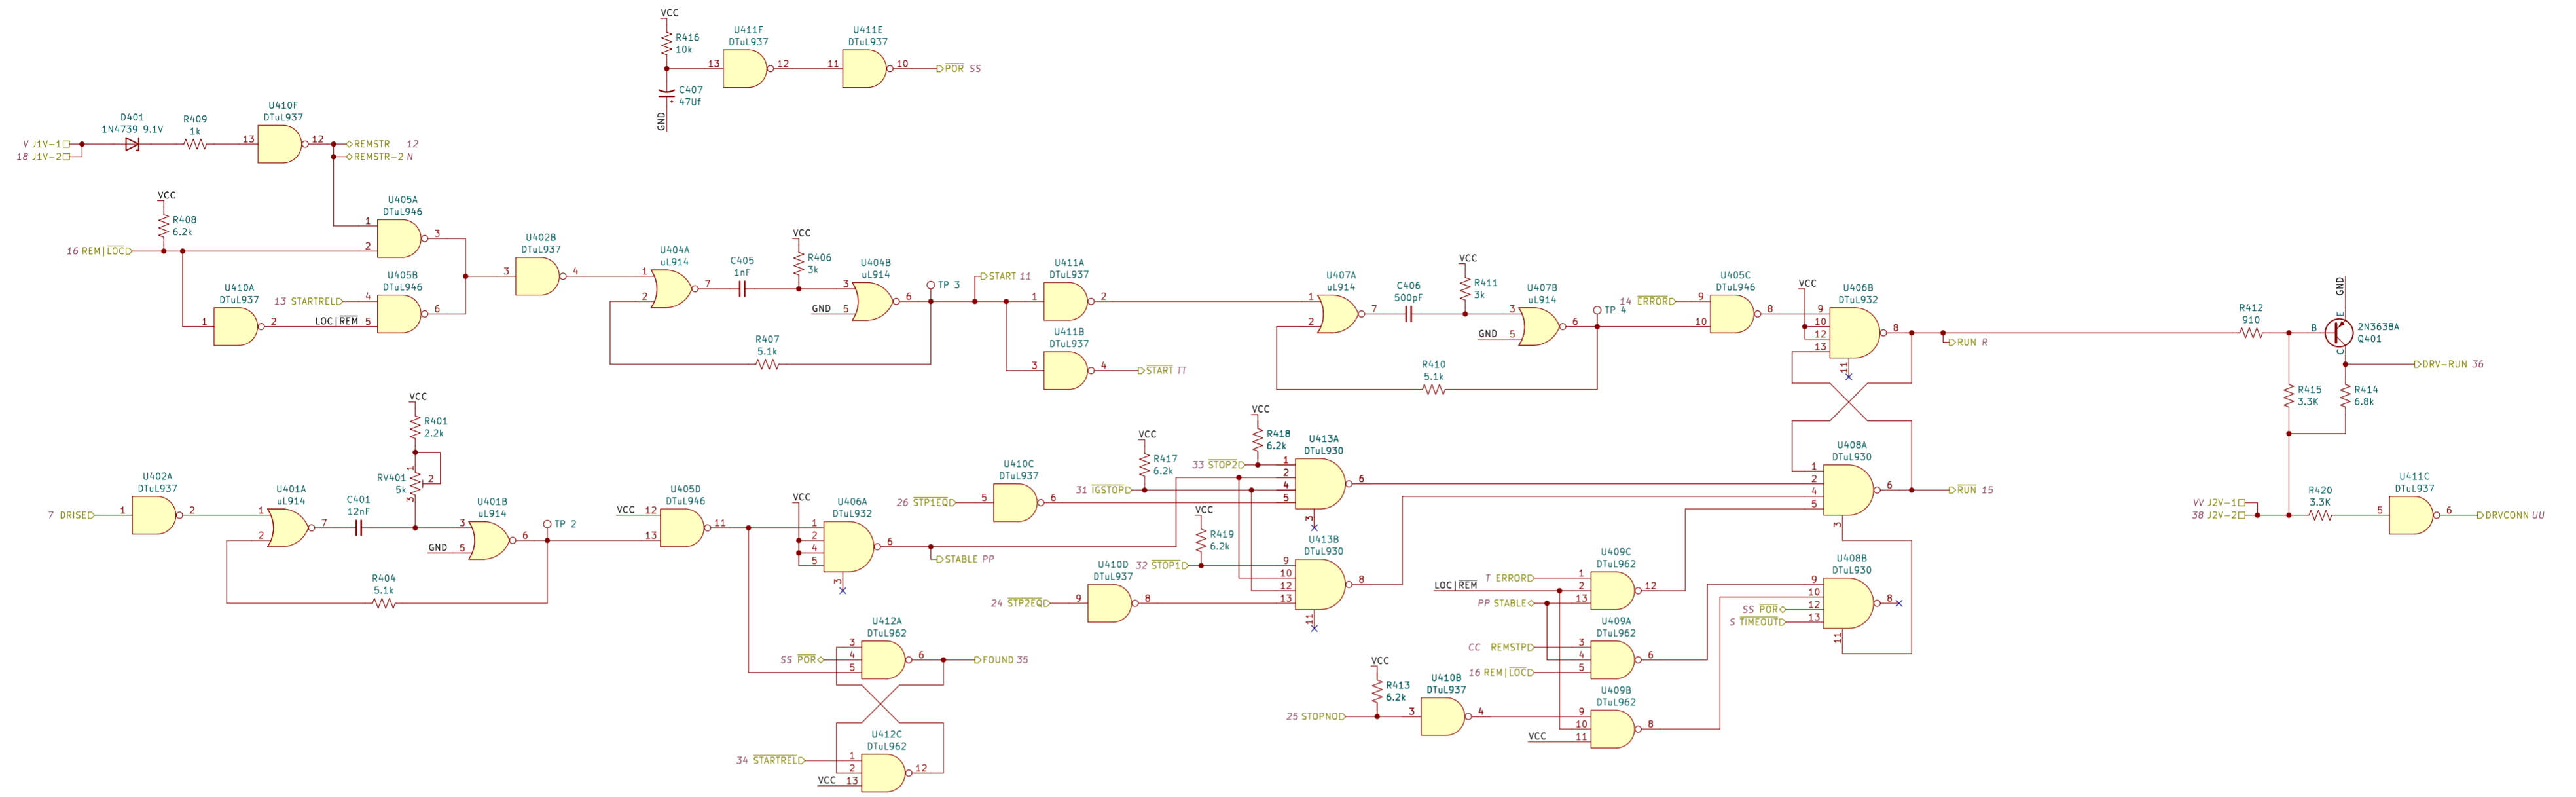 VCC
R416
10k
U411F
DTuL937
13
12
U411E
DTuL937
11
10
POR SS
C407
47Uf
+
GND
V J1V-1
18 J1V-2
D401
1N4739 9.1V
R409
1k
U410F
DTuL937
13
12
REMSTR 12
REMSTR-2 N
VCC
R408
6.2k
16 REM|LOC
U405A
DTuL946
1
2
3
U410A
DTuL937
1
2
13 STARTREL
LOC|REM
U405B
DTuL946
4
5
6
U402B
DTuL937
3
4
U404A
uL914
1
2
7
C405
1nF
VCC
R406
3k
GND
U404B
uL914
3
5
6
TP 3
R407
5.1k
START 11
U411A
DTuL937
1
2
U411B
DTuL937
3
4
START TT
U407A
uL914
1
2
7
C406
500pF
VCC
R411
3k
GND
U407B
uL914
3
5
6
TP 4
R410
5.1k
14 ERROR
U405C
DTuL946
9
10
8
VCC
U406B
DTuL932
9
10
12
13
11
8
RUN R
R412
910
GND
E
B
C
2N3638A
Q401
DRV-RUN 36
R415
3.3K
R414
6.8k
VV J2V-1
38 J2V-2
R420
3.3K
U411C
DTuL937
5
6
DRVCONN UU
7 DRISE
U402A
DTuL937
1
2
U401A
uL914
1
2
7
C401
12nF
VCC
R401
2.2k
RV401
5k
1
2
3
GND
U401B
uL914
3
5
6
TP 2
R404
5.1k
VCC
U405D
DTuL946
12
13
11
VCC
U406A
DTuL932
1
2
4
5
3
6
STABLE PP
26 STP1EQ
U410C
DTuL937
5
6
VCC
R417
6.2k
31 IGSTOP
VCC
R418
6.2k
33 STOP2
U413A
DTuL930
1
2
4
5
3
6
VCC
R419
6.2k
32 STOP1
24 STP2EQ
U410D
DTuL937
9
8
U413B
DTuL930
9
10
12
13
11
8
U408A
DTuL930
1
2
4
5
3
6
RUN 15
T ERROR
LOC|REM
PP STABLE
U409C
DTuL962
1
2
13
12
CC REMSTP
16 REM|LOC
U409A
DTuL962
3
4
5
6
SS POR
S TIMEOUT
U408B
DTuL930
9
10
12
13
11
8
VCC
R413
6.2k
25 STOPNO
U410B
DTuL937
3
4
VCC
U409B
DTuL962
9
10
11
8
SS POR
U412A
DTuL962
3
4
5
6
FOUND 35
34 STARTREL
VCC
U412C
DTuL962
1
2
13
12